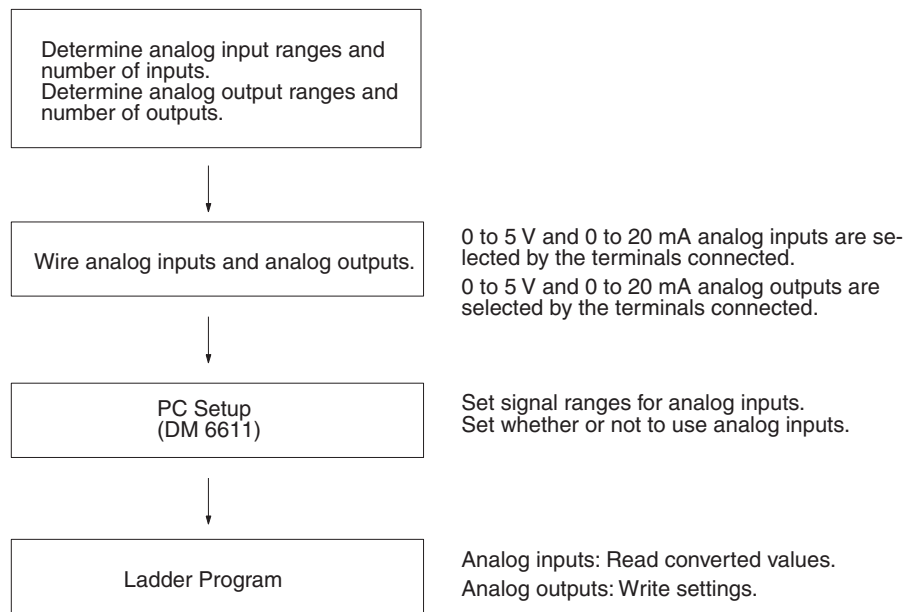 Determine analog input ranges and
number of inputs.
Determine analog output ranges and
number of outputs.
Wire analog inputs and analog outputs.
0 to 5 V and 0 to 20 mA analog inputs are se-
lected by the terminals connected.
0 to 5 V and 0 to 20 mA analog outputs are
selected by the terminals connected.
PC Setup
(DM 6611)
Set signal ranges for analog inputs.
Set whether or not to use analog inputs.
Ladder Program
Analog inputs: Read converted values.
Analog outputs: Write settings.